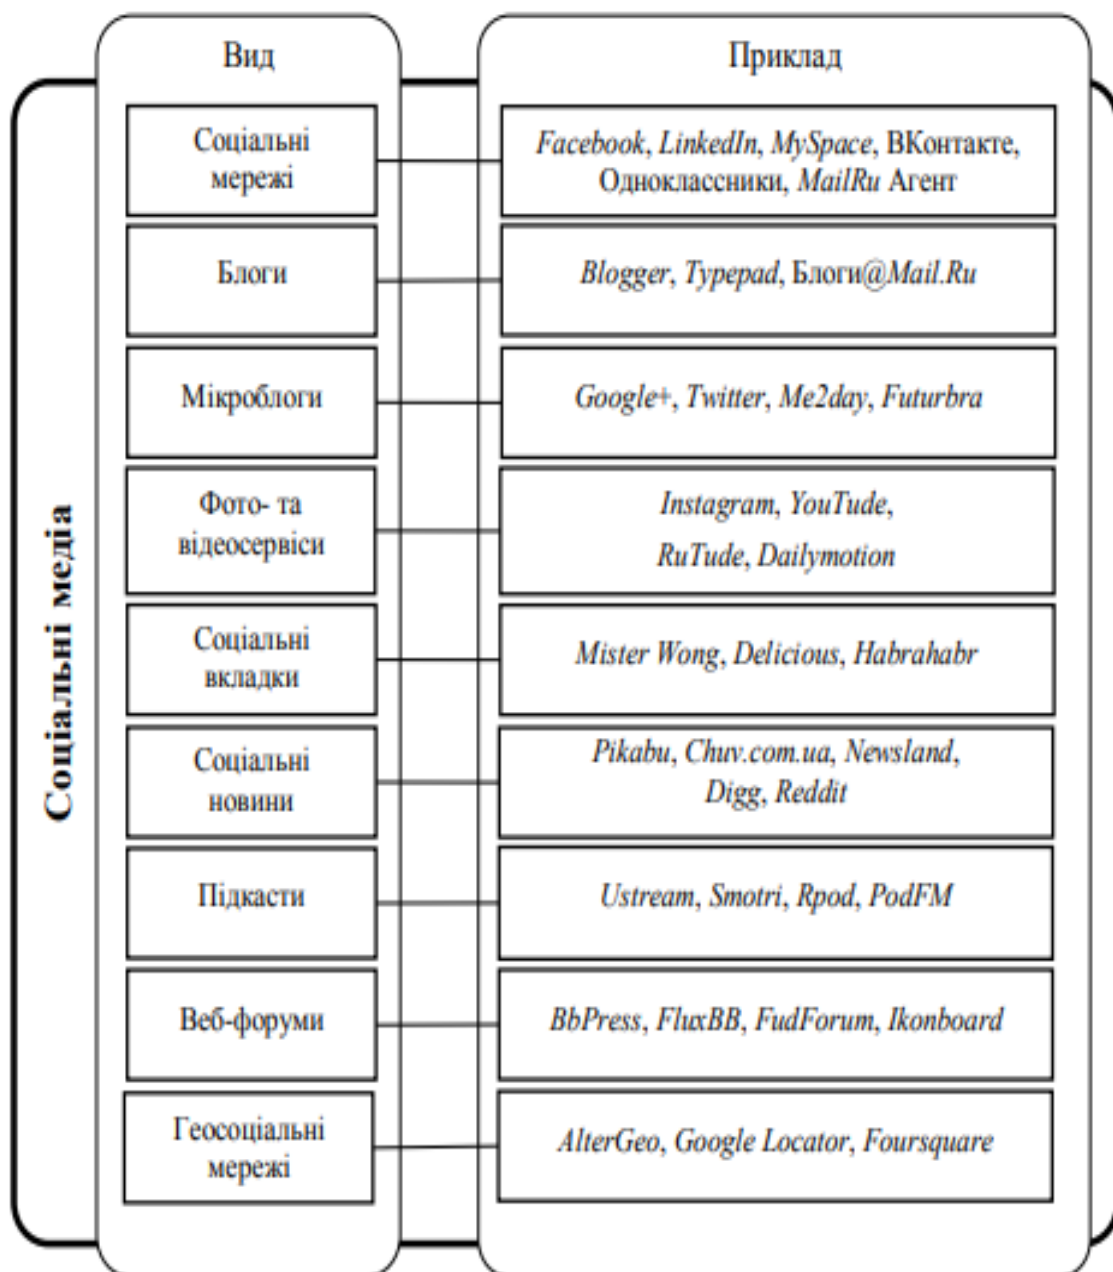 Вид
Приклад
Соціальні медіа
Соціальні
мережі
Facebook, LinkedIn, MySpace, ВКонтакте,
Одноклассники, MailRu Агент
Блоги
Blogger, Typepad, Блоги@Mail.Ru
Мікроблоги
Google+, Twitter, Me2day, Futurbra
Фото- та
відеосервіси
Instagram, YouTude,
RuTude, Dailymotion
Соціальні
вкладки
Mister Wong, Delicious, Habrahabr
Соціальні
новини
Pikabu, Chuv.com.ua, Newsland,
Digg, Reddit
Підкасти
Ustream, Smotri, Rpod, PodFM
Веб-форуми
BbPress, FluxBB, FudForum, Ikonboard
Геосоціальні
мережі
AlterGeo, Google Locator, Foursquare